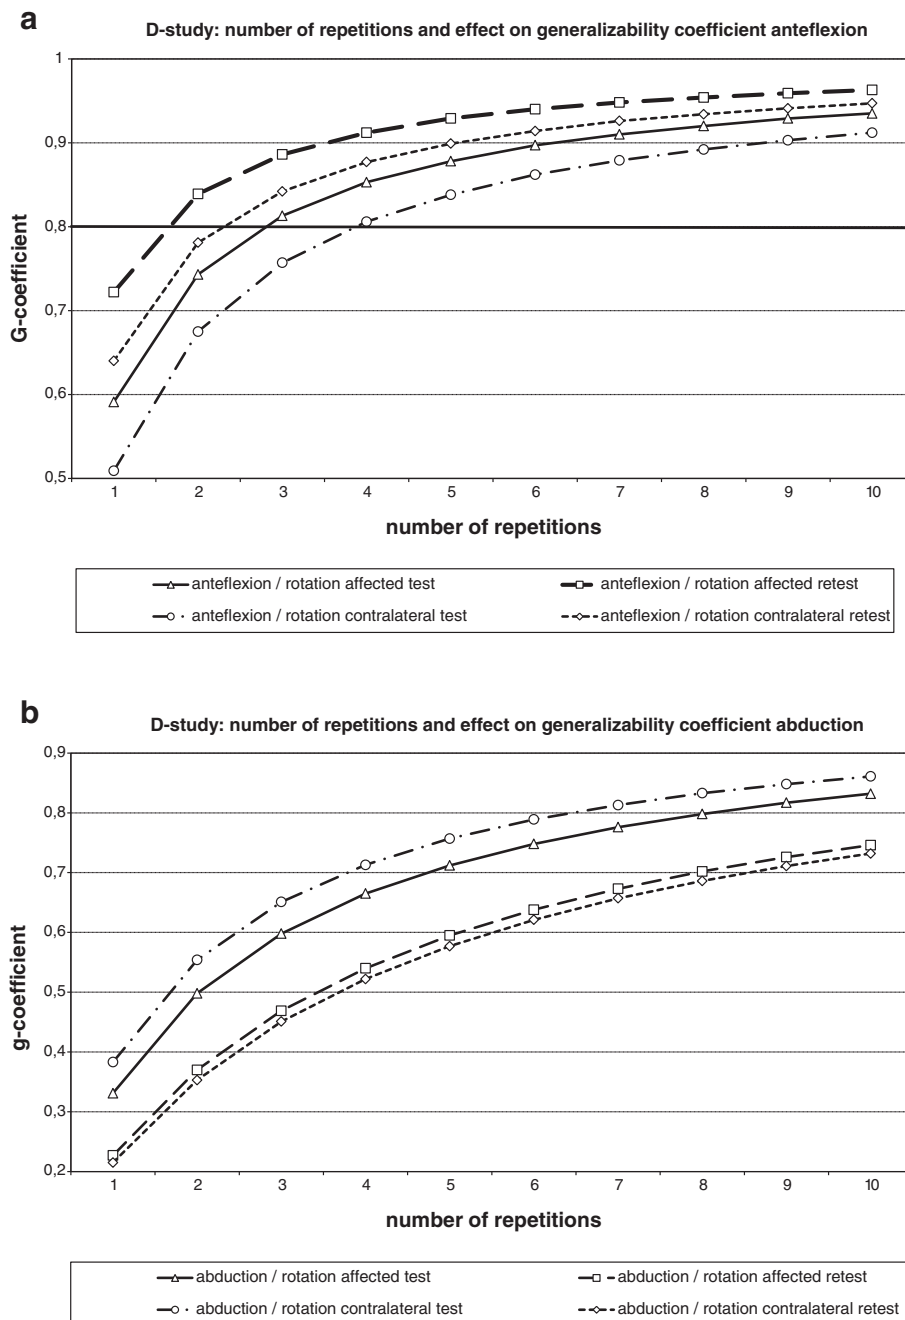 a
D-study: number of repetitions and effect on generalizability coefficient anteflexion
1
0,9
0,8
0,7
0,6
0,5
G-coefficient
1 2 3 4 5 6 7 8 9 10
number of repetitions
anteflexion / rotation affected test
anteflexion / rotation affected retest
anteflexion / rotation contralateral test
anteflexion / rotation contralateral retest
b
D-study: number of repetitions and effect on generalizability coefficient abduction
0,9
0,8
0,7
0,6
0,5
0,4
0,3
0,2
g-coefficient
1 2 3 4 5 6 7 8 9 10
number of repetitions
abduction / rotation affected test
abduction / rotation affected retest
abduction / rotation contralateral test
abduction / rotation contralateral retest